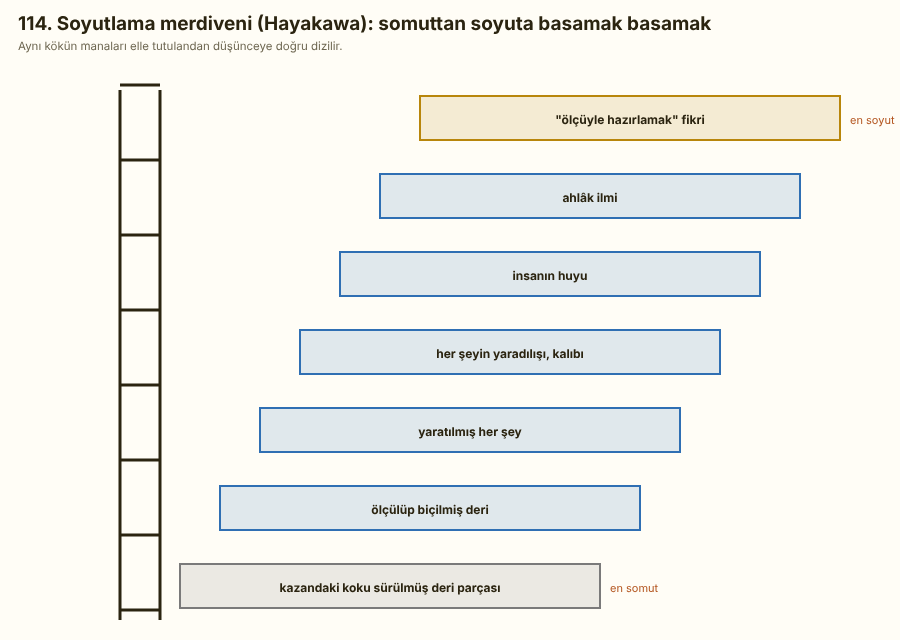 114. Soyutlama merdiveni (Hayakawa): somuttan soyuta basamak basamak
Aynı kökün manaları elle tutulandan düşünceye doğru dizilir.
"ölçüyle hazırlamak" fikri
en soyut
ahlâk ilmi
insanın huyu
her şeyin yaradılışı, kalıbı
yaratılmış her şey
ölçülüp biçilmiş deri
kazandaki koku sürülmüş deri parçası
en somut